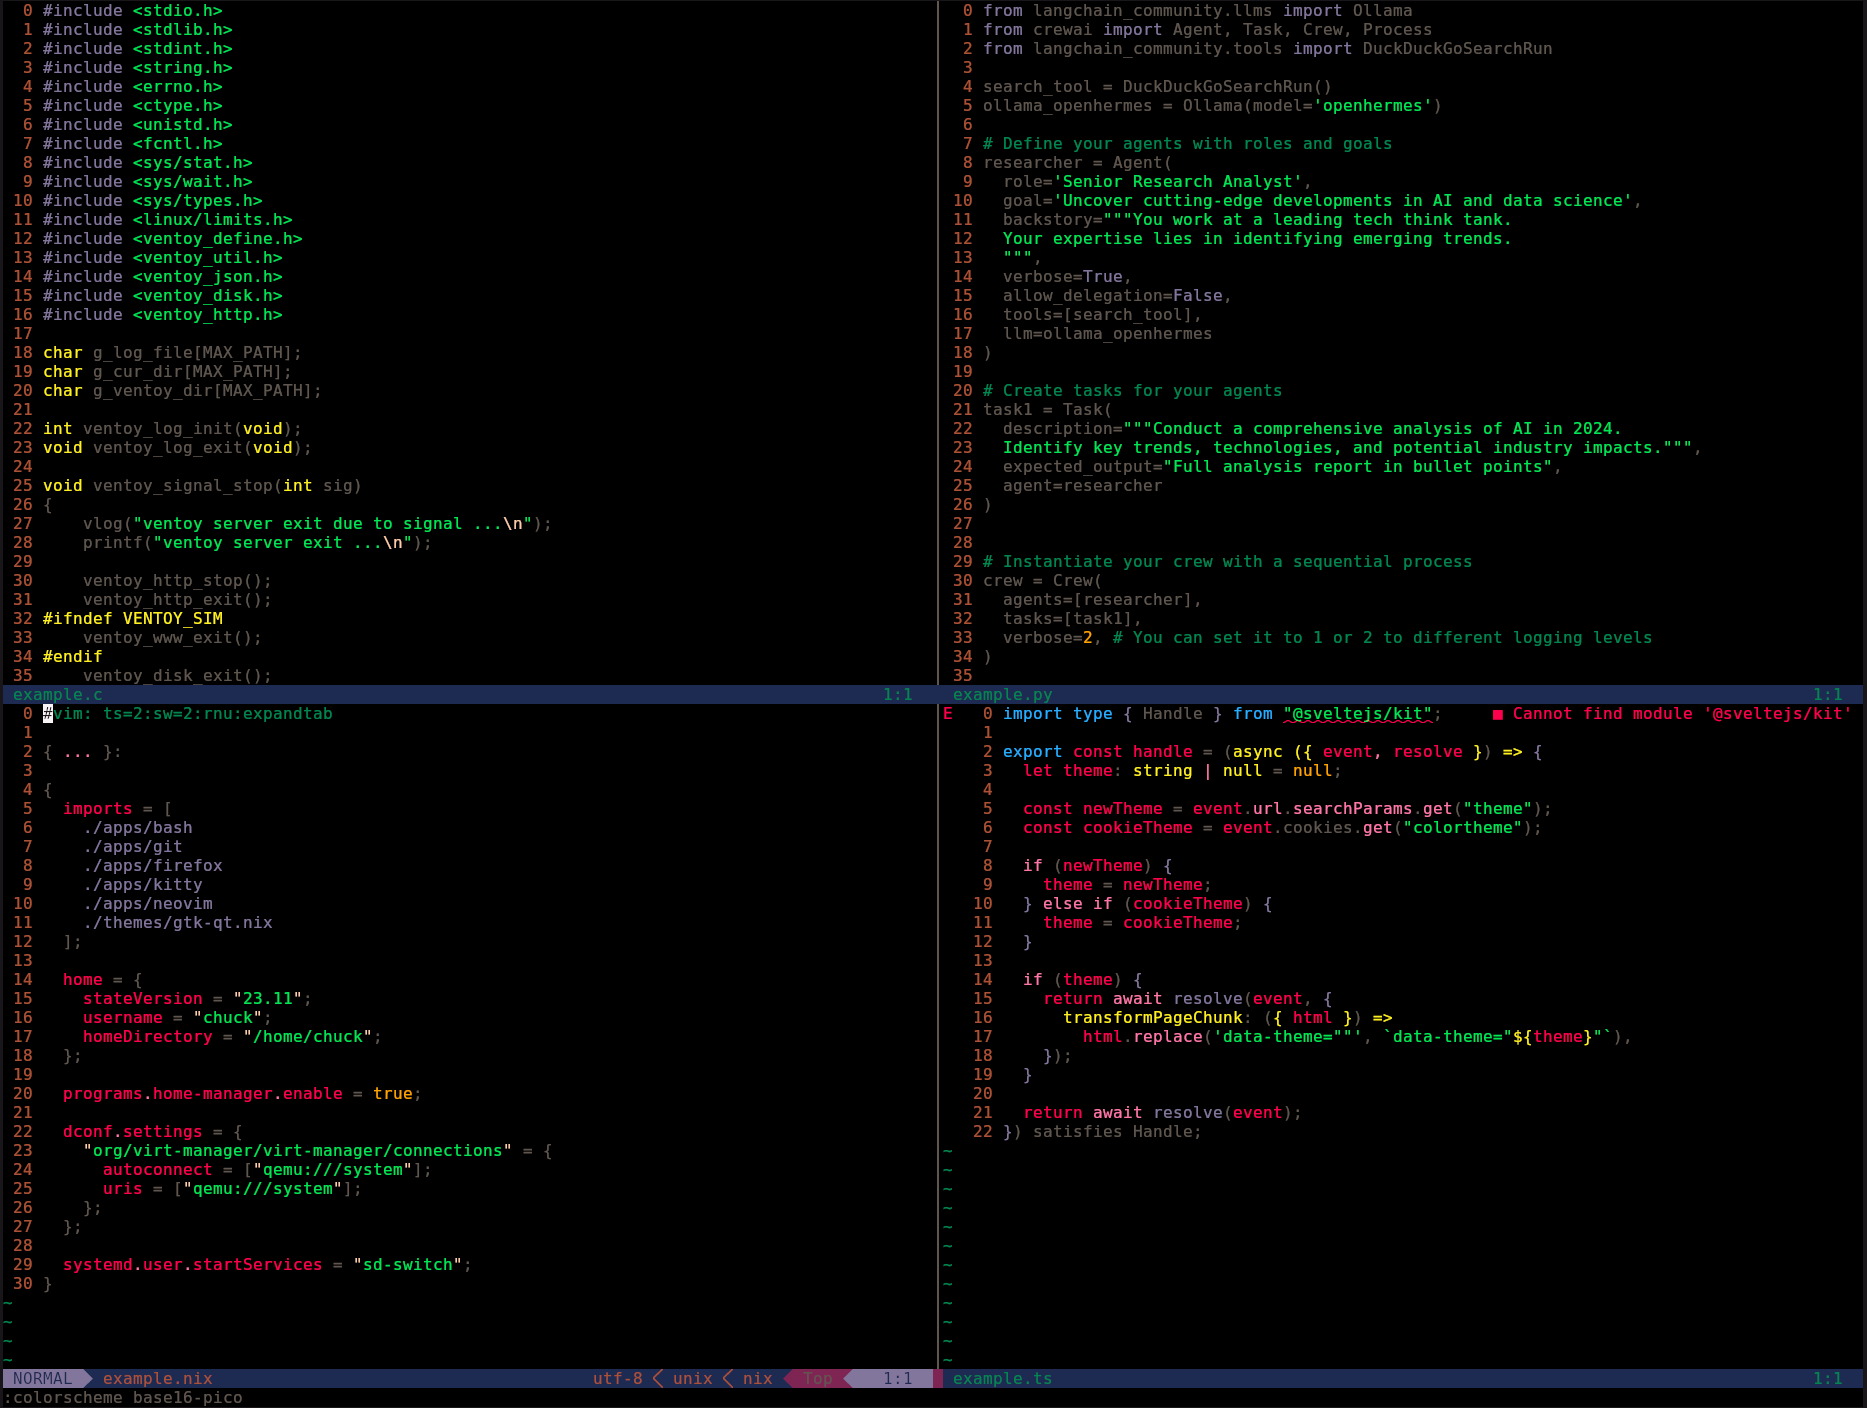 0 #include <stdio.h>
1 #include <stdlib.h>
2 #include <stdint.h>
3 #include <string.h>
4 #include <errno.h>
5 #include <ctype.h>
6 #include <unistd.h>
7 #include <fcntl.h>
8 #include <sys/stat.h>
9 #include <sys/wait.h>
10 #include <sys/types.h>
11 #include <linux/limits.h>
12 #include <ventoy_define.h>
13 #include <ventoy_util.h>
14 #include <ventoy_json.h>
15 #include <ventoy_disk.h>
16 #include <ventoy_http.h>
17
18 char g_log_file[MAX_PATH];
19 char g_cur_dir[MAX_PATH];
20 char g_ventoy_dir[MAX_PATH];
21
22 int ventoy_log_init(void);
23 void ventoy_log_exit(void);
24
25 void ventoy_signal_stop(int sig)
26 {
27     vlog("ventoy server exit due to signal ...\n");
28     printf("ventoy server exit ...\n");
29
30     ventoy_http_stop();
31     ventoy_http_exit();
32 #ifndef VENTOY_SIM
33     ventoy_www_exit();
34 #endif
35     ventoy_disk_exit();
example.c 1:1
0 from langchain_community.llms import Ollama
1 from crewai import Agent, Task, Crew, Process
2 from langchain_community.tools import DuckDuckGoSearchRun
3
4 search_tool = DuckDuckGoSearchRun()
5 ollama_openhermes = Ollama(model='openhermes')
6
7 # Define your agents with roles and goals
8 researcher = Agent(
9   role='Senior Research Analyst',
10   goal='Uncover cutting-edge developments in AI and data science',
11   backstory="""You work at a leading tech think tank.
12   Your expertise lies in identifying emerging trends.
13   """,
14   verbose=True,
15   allow_delegation=False,
16   tools=[search_tool],
17   llm=ollama_openhermes
18 )
19
20 # Create tasks for your agents
21 task1 = Task(
22   description="""Conduct a comprehensive analysis of AI in 2024.
23   Identify key trends, technologies, and potential industry impacts.""",
24   expected_output="Full analysis report in bullet points",
25   agent=researcher
26 )
27
28
29 # Instantiate your crew with a sequential process
30 crew = Crew(
31   agents=[researcher],
32   tasks=[task1],
33   verbose=2, # You can set it to 1 or 2 to different logging levels
34 )
35
example.py 1:1
0 #vim: ts=2:sw=2:rnu:expandtab
1
2 { ... }:
3
4 {
5   imports = [
6     ./apps/bash
7     ./apps/git
8     ./apps/firefox
9     ./apps/kitty
10     ./apps/neovim
11     ./themes/gtk-qt.nix
12   ];
13
14   home = {
15     stateVersion = "23.11";
16     username = "chuck";
17     homeDirectory = "/home/chuck";
18   };
19
20   programs.home-manager.enable = true;
21
22   dconf.settings = {
23     "org/virt-manager/virt-manager/connections" = {
24       autoconnect = ["qemu:///system"];
25       uris = ["qemu:///system"];
26     };
27   };
28
29   systemd.user.startServices = "sd-switch";
30 }
~
~
~
~
NORMAL example.nix utf-8 unix nix Top 1:1
E 0 import type { Handle } from "@sveltejs/kit"; ■ Cannot find module '@sveltejs/kit'
1
2 export const handle = (async ({ event, resolve }) => {
3   let theme: string | null = null;
4
5   const newTheme = event.url.searchParams.get("theme");
6   const cookieTheme = event.cookies.get("colortheme");
7
8   if (newTheme) {
9     theme = newTheme;
10   } else if (cookieTheme) {
11     theme = cookieTheme;
12   }
13
14   if (theme) {
15     return await resolve(event, {
16       transformPageChunk: ({ html }) =>
17         html.replace('data-theme=""', `data-theme="${theme}"`),
18     });
19   }
20
21   return await resolve(event);
22 }) satisfies Handle;
~
~
~
~
~
~
~
~
~
~
~
~
example.ts 1:1
:colorscheme base16-pico